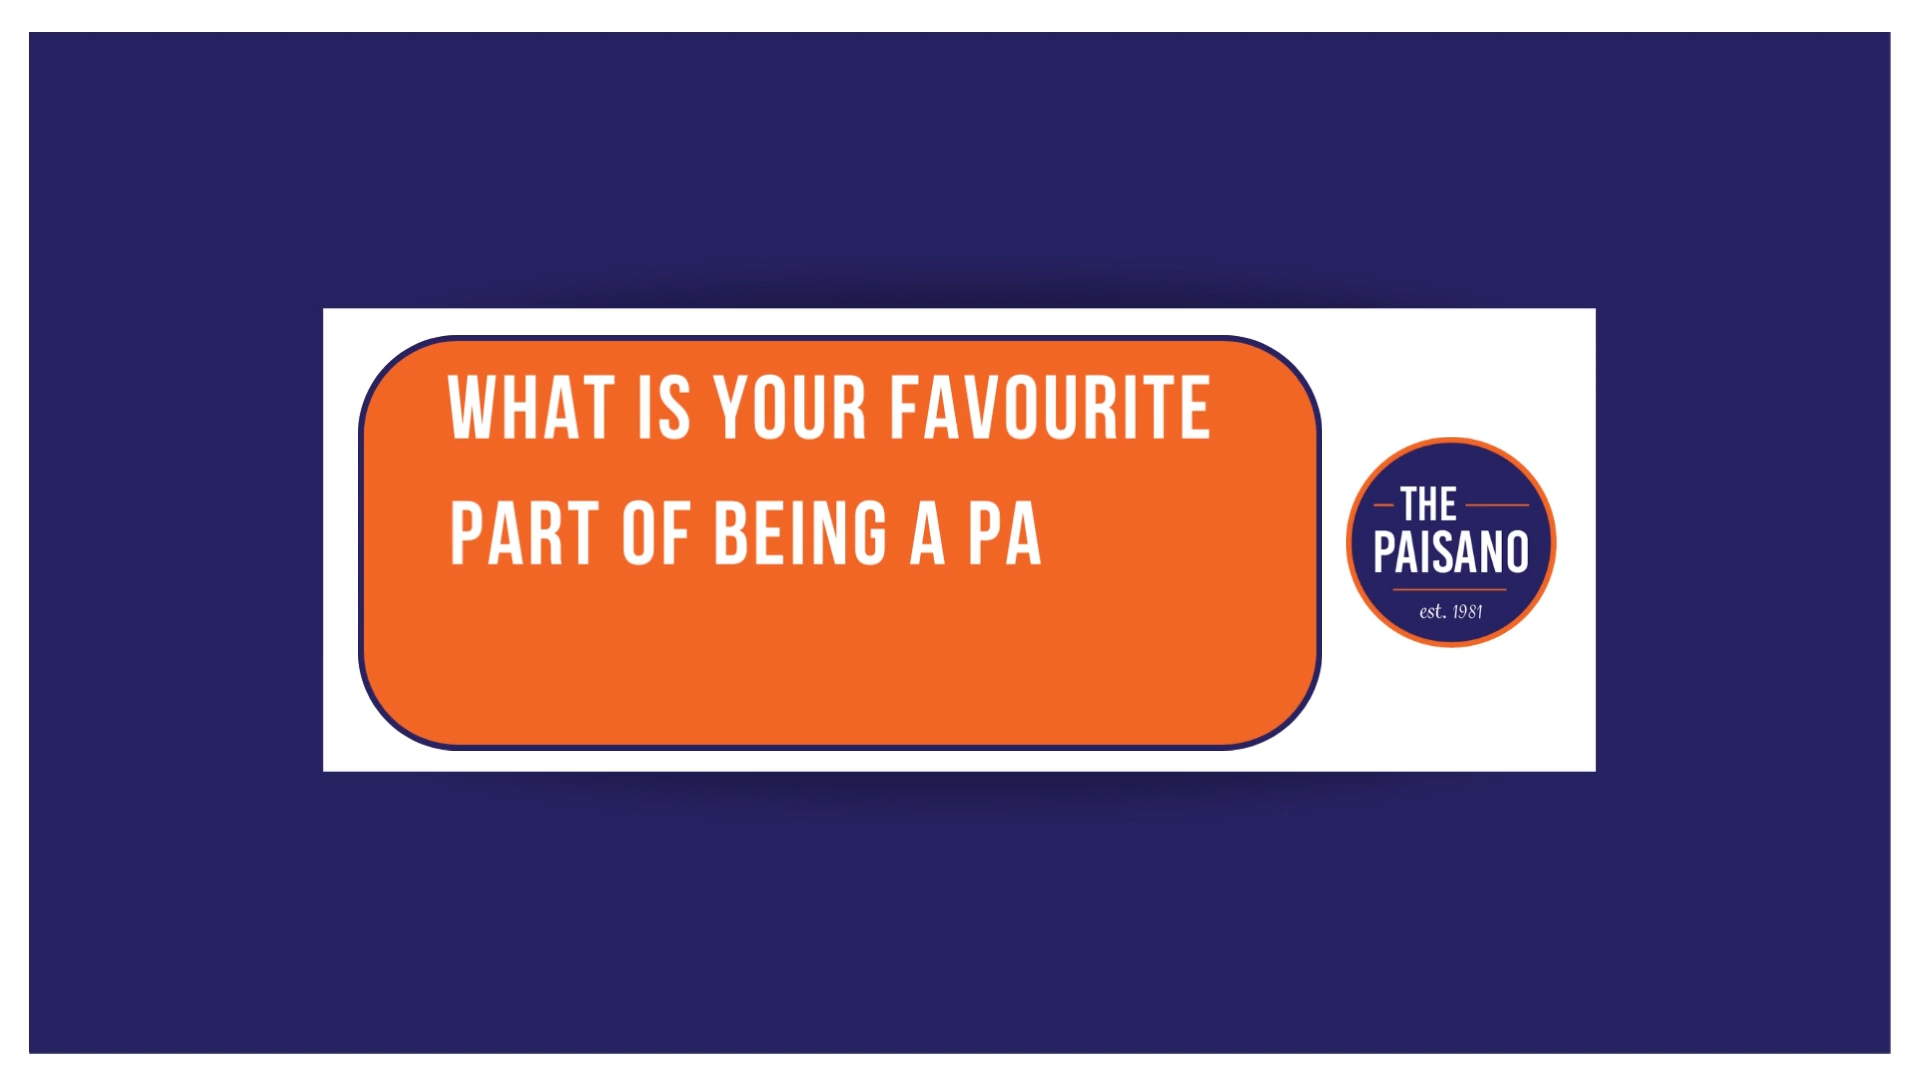 WHAT IS YOUR FAVOURITE
PART OF BEING A PA
THE
PAISANO
est. 1981